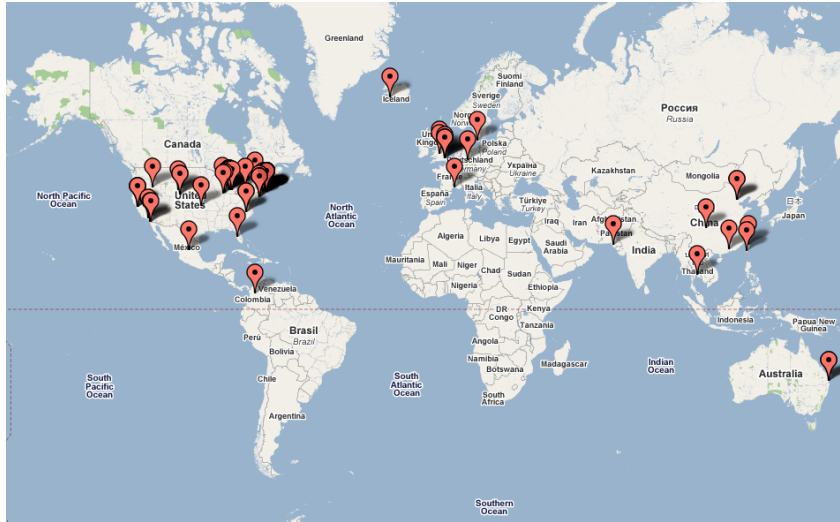 Greenland
Iceland
Suomi
Finland
Sverige
Sweden
Россия
Russia
Canada
Polska
Poland
Deutschland
Germany
Україна
Ukraine
France
Kazakhstan
Mongolia
North Pacific
Ocean
United
States
North
Atlantic
Ocean
España
Spain
Italia
Italy
Türkiye
Turkey
日本
Japan
China
Iraq
Iran
Pakistan
India
México
Algeria
Libya
Egypt
Saudi
Arabia
Mauritania
Mali
Niger
Chad
Sudan
Thailand
Nigeria
Ethiopia
Venezuela
Colombia
DR
Congo
Kenya
Tanzania
Indonesia
Papua New
Guinea
Brasil
Brazil
Perú
Bolivia
Angola
Namibia
Botswana
Madagascar
Indian
Ocean
South
Pacific
Ocean
Chile
South
Atlantic
Ocean
Australia
South
Africa
Argentina
Southern
Ocean